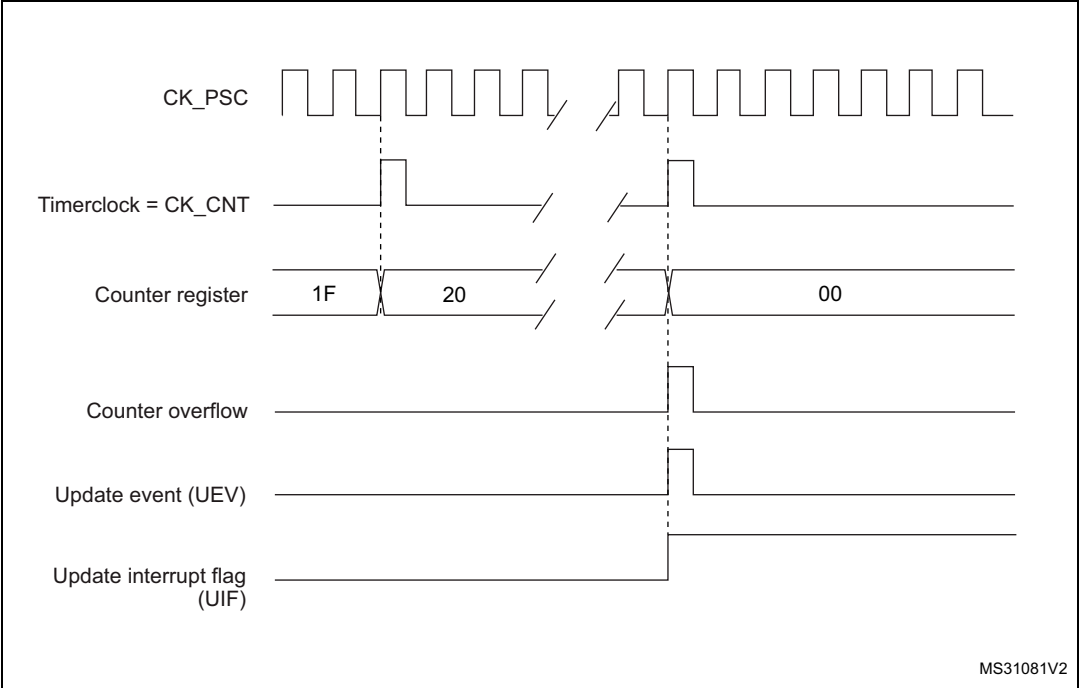 CK_PSC
Timerclock = CK_CNT
Counter register
1F
20
00
Counter overflow
Update event (UEV)
Update interrupt flag
(UIF)
MS31081V2